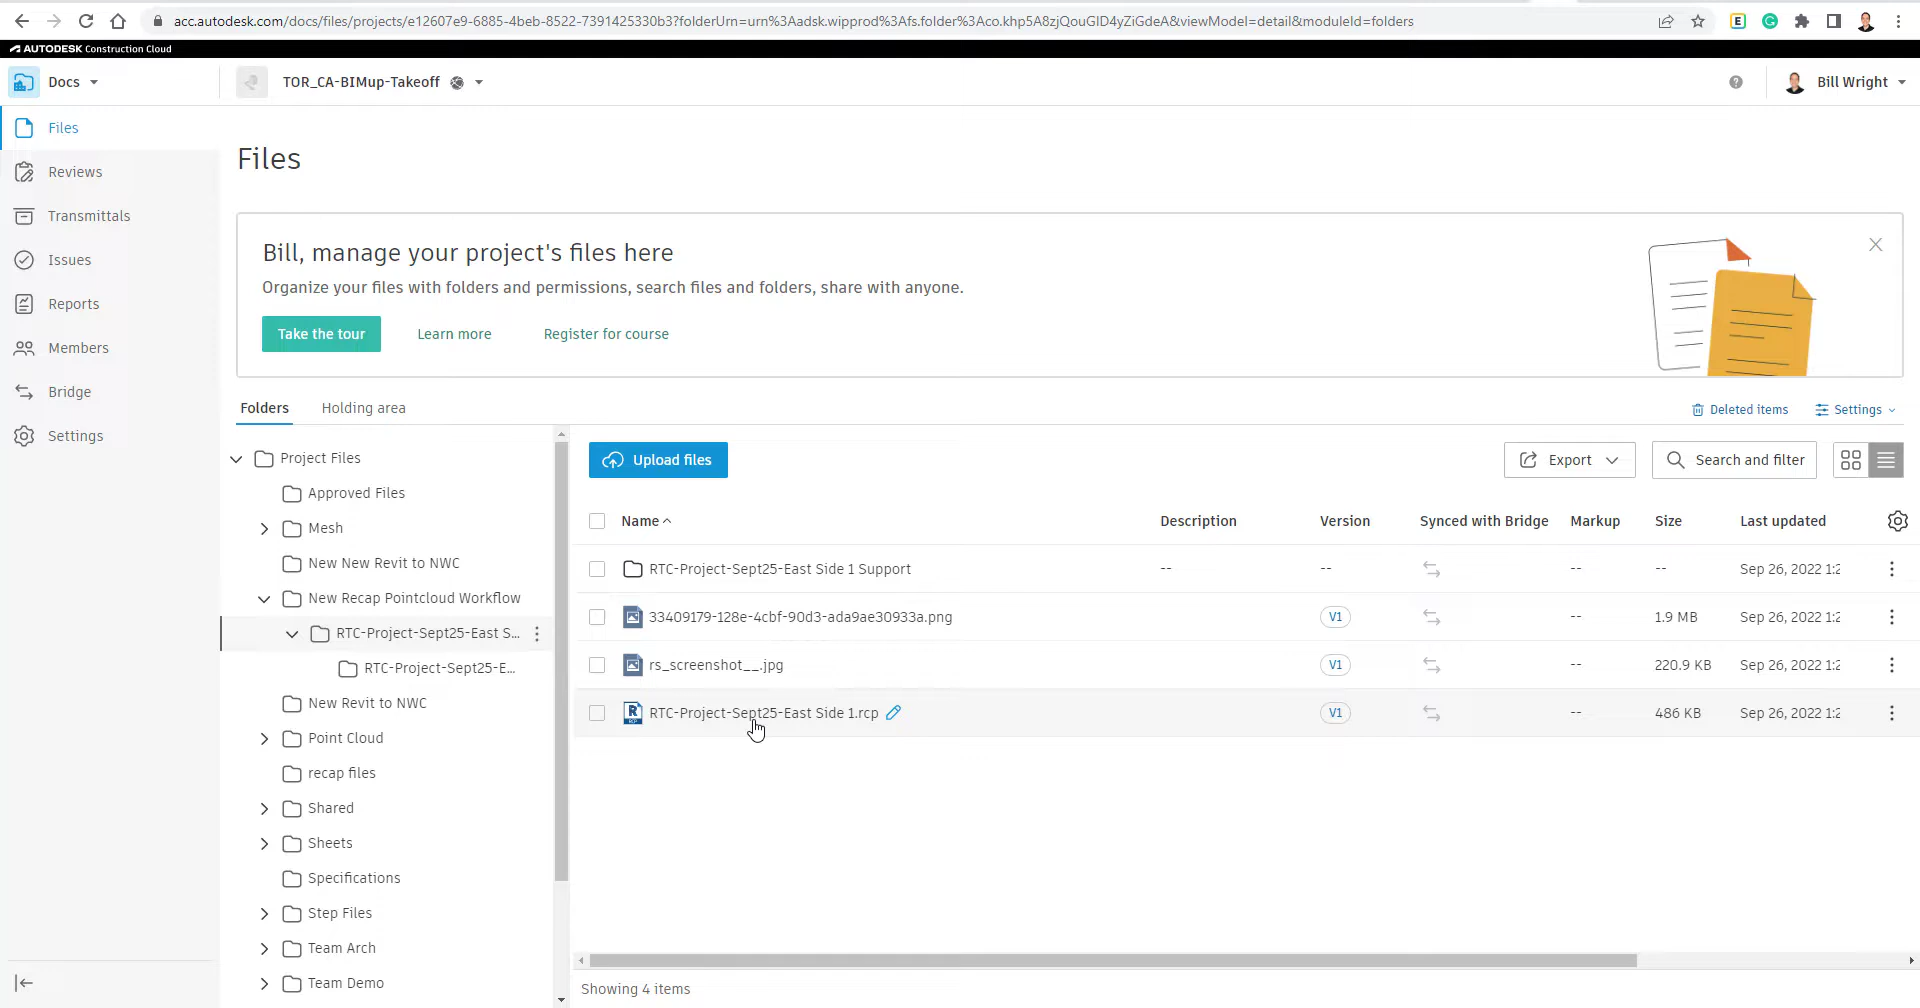 acc.autodesk.com/docs/files/projects/e12607e9-6885-4beb-8522-7391425330b3?folderUrn=urn%3Aadsk.wipprod%3Afs.folder%3Aco.khp5A8zjQouGID4yZiGdeA&viewModel=detail&moduleId=folders
AUTODESK Construction Cloud
Docs
TOR_CA-BIMup-Takeoff
Bill Wright
Files
Reviews
Transmittals
Issues
Reports
Members
Bridge
Settings
Files
Bill, manage your project's files here
Organize your files with folders and permissions, search files and folders, share with anyone.
Take the tour
Learn more
Register for course
Folders
Holding area
Deleted items
Settings
Project Files
Approved Files
Mesh
New New Revit to NWC
New Recap Pointcloud Workflow
RTC-Project-Sept25-East S...
RTC-Project-Sept25-E...
New Revit to NWC
Point Cloud
recap files
Shared
Sheets
Specifications
Step Files
Team Arch
Team Demo
Upload files
Export
Search and filter
Name Description Version Synced with Bridge Markup Size Last updated
RTC-Project-Sept25-East Side 1 Support -- -- -- -- Sep 26, 2022 1:2
33409179-128e-4cbf-90d3-ada9ae30933a.png V1 -- 1.9 MB Sep 26, 2022 1:2
rs_screenshot__.jpg V1 -- 220.9 KB Sep 26, 2022 1:2
RTC-Project-Sept25-East Side 1.rcp V1 -- 486 KB Sep 26, 2022 1:2
Showing 4 items